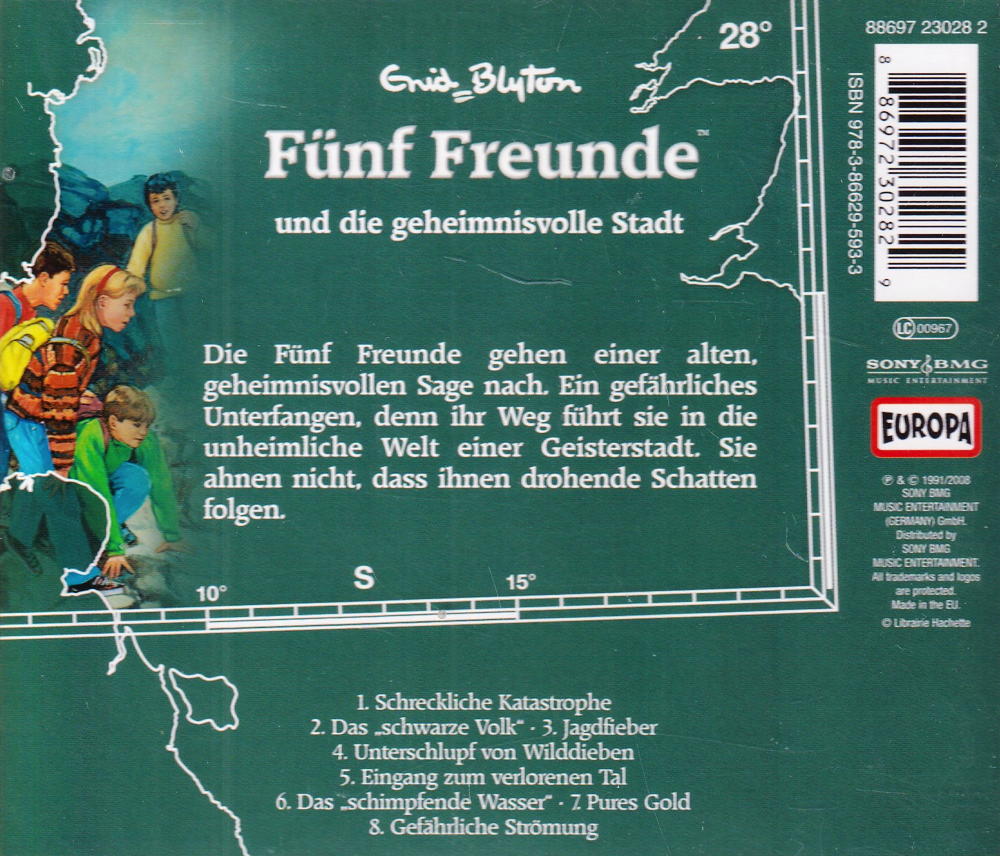 28°
88697 23028 2
Enid Blyton
Fünf Freunde™
und die geheimnisvolle Stadt
8 86972 30282 9
ISBN 978-3-86629-593-3
Die Fünf Freunde gehen einer alten,
geheimnisvollen Sage nach. Ein gefährliches
Unterfangen, denn ihr Weg führt sie in die
unheimliche Welt einer Geisterstadt. Sie
ahnen nicht, dass ihnen drohende Schatten
folgen.
LC 00967
SONY BMG
MUSIC ENTERTAINMENT
EUROPA
℗ & © 1991/2008
SONY BMG
MUSIC ENTERTAINMENT
(GERMANY) GmbH.
Distributed by
SONY BMG
MUSIC ENTERTAINMENT.
All trademarks and logos
are protected.
Made in the EU.
© Librairie Hachette
10° S 15°
1. Schreckliche Katastrophe
2. Das „schwarze Volk“ · 3. Jagdfieber
4. Unterschlupf von Wilddieben
5. Eingang zum verlorenen Tal
6. Das „schimpfende Wasser“ · 7. Pures Gold
8. Gefährliche Strömung